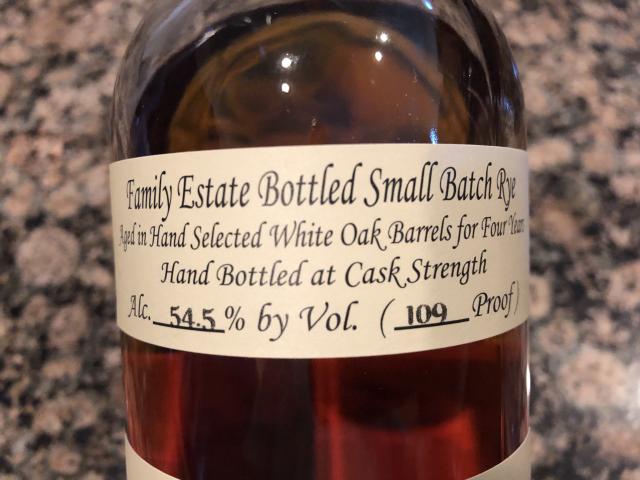 Family Estate Bottled Small Batch Rye
Aged in Hand Selected White Oak Barrels for Four Years
Hand Bottled at Cask Strength
Alc. 54.5 % by Vol. ( 109 Proof )